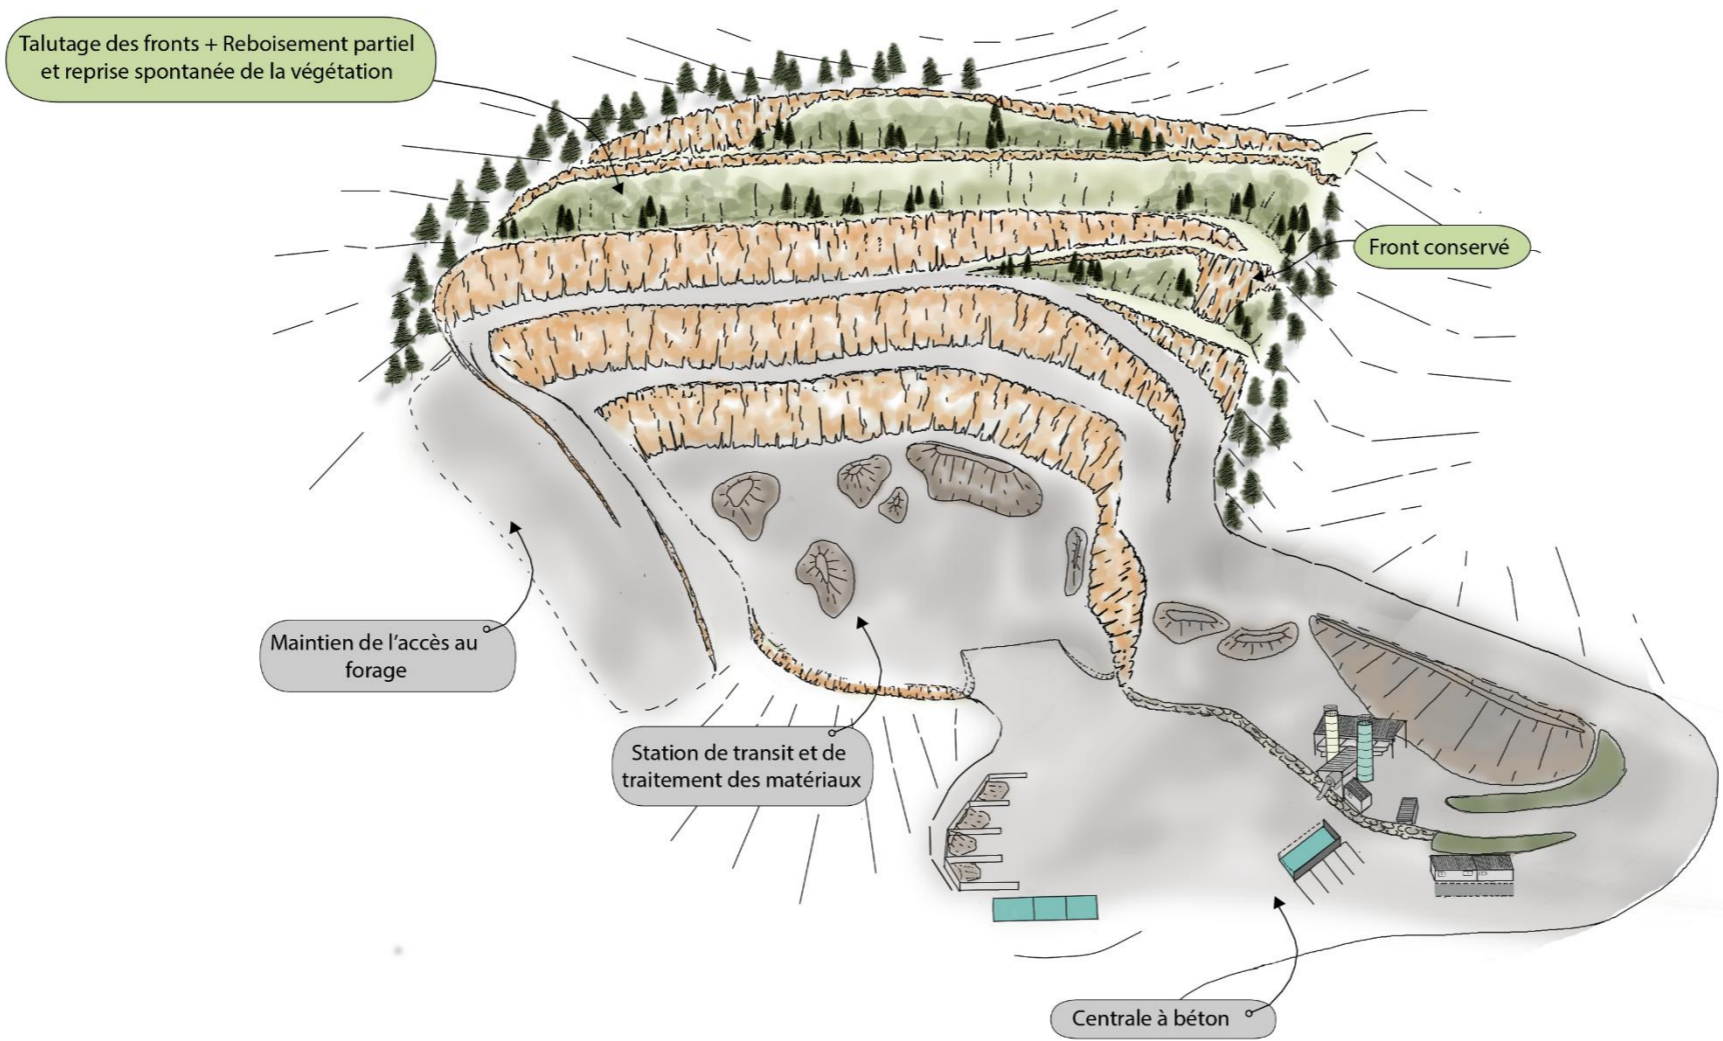 Talutage des fronts + Reboisement partiel
et reprise spontanée de la végétation
Front conservé
Maintien de l'accès au
forage
Station de transit et de
traitement des matériaux
Centrale à béton